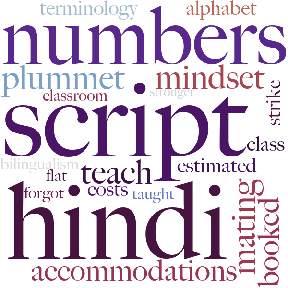 terminology alphabet
numbers
plummet mindset
classroom stronger
strike
script
class
bilingualism
flat teach estimated
forgot costs taught
hindi
mating
booked
accommodations